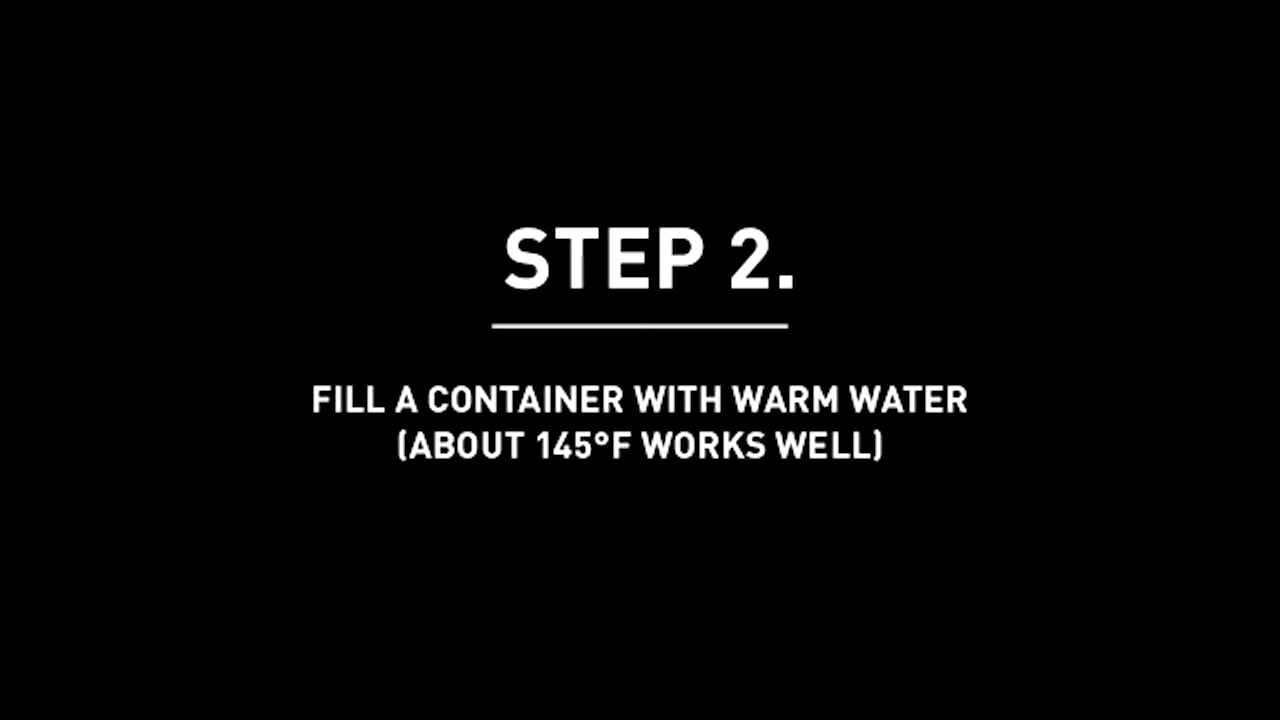 STEP 2.
FILL A CONTAINER WITH WARM WATER
(ABOUT 145°F WORKS WELL)